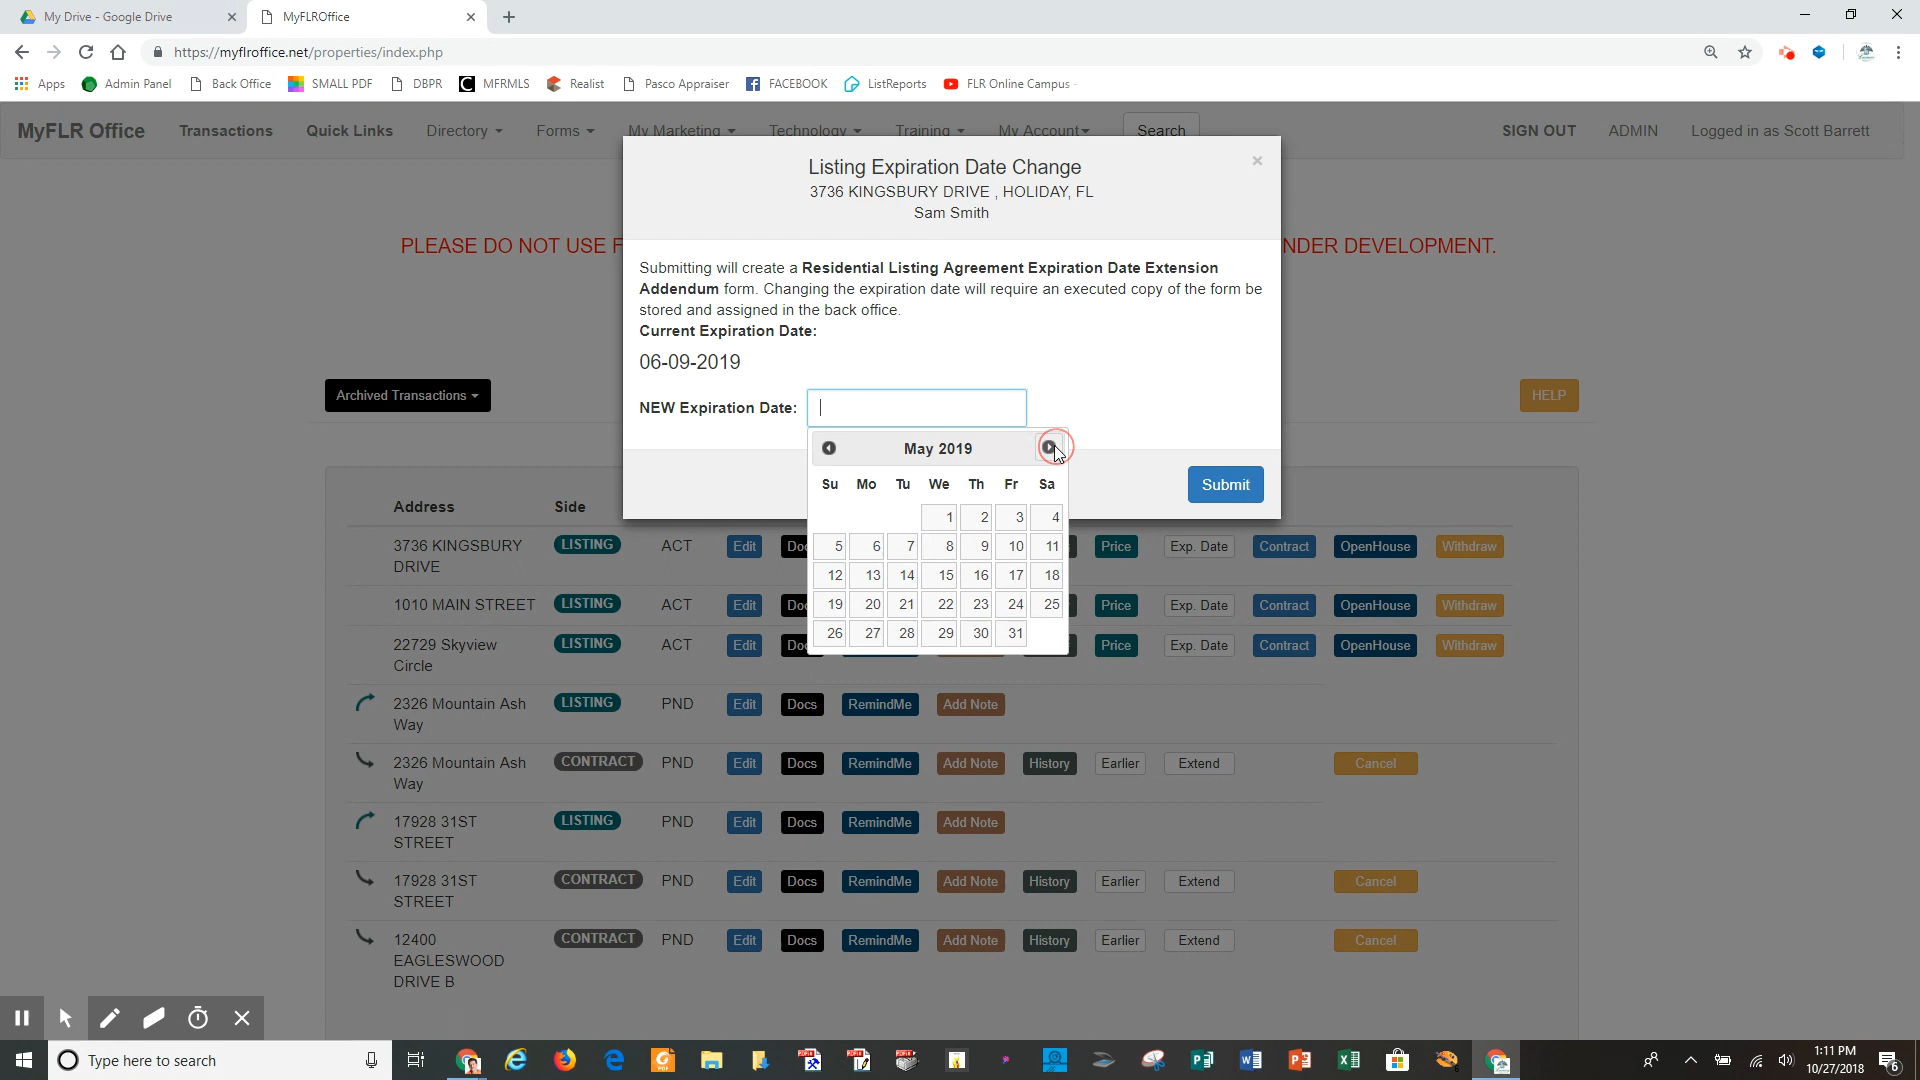 My Drive - Google Drive
MyFLROffice
https://myflroffice.net/properties/index.php
Apps Admin Panel Back Office SMALL PDF DBPR MFRMLS Realist Pasco Appraiser FACEBOOK ListReports FLR Online Campus -
MyFLR Office Transactions Quick Links Directory Forms My Marketing Technology Training My Account Search SIGN OUT ADMIN Logged in as Scott Barrett
Listing Expiration Date Change
×
3736 KINGSBURY DRIVE , HOLIDAY, FL
Sam Smith
PLEASE DO NOT USE F
NDER DEVELOPMENT.
Submitting will create a Residential Listing Agreement Expiration Date Extension
Addendum form. Changing the expiration date will require an executed copy of the form be
stored and assigned in the back office.
Current Expiration Date:
06-09-2019
Archived Transactions
HELP
NEW Expiration Date:
May 2019
Su Mo Tu We Th Fr Sa
1 2 3 4
5 6 7 8 9 10 11
12 13 14 15 16 17 18
19 20 21 22 23 24 25
26 27 28 29 30 31
Submit
Address Side
3736 KINGSBURY DRIVE LISTING ACT Edit Doc Price Exp. Date Contract OpenHouse Withdraw
1010 MAIN STREET LISTING ACT Edit Doc Price Exp. Date Contract OpenHouse Withdraw
22729 Skyview Circle LISTING ACT Edit Doc Price Exp. Date Contract OpenHouse Withdraw
2326 Mountain Ash Way LISTING PND Edit Docs RemindMe Add Note
2326 Mountain Ash Way CONTRACT PND Edit Docs RemindMe Add Note History Earlier Extend Cancel
17928 31ST STREET LISTING PND Edit Docs RemindMe Add Note
17928 31ST STREET CONTRACT PND Edit Docs RemindMe Add Note History Earlier Extend Cancel
12400 EAGLESWOOD DRIVE B CONTRACT PND Edit Docs RemindMe Add Note History Earlier Extend Cancel
Type here to search
1:11 PM
10/27/2018
6